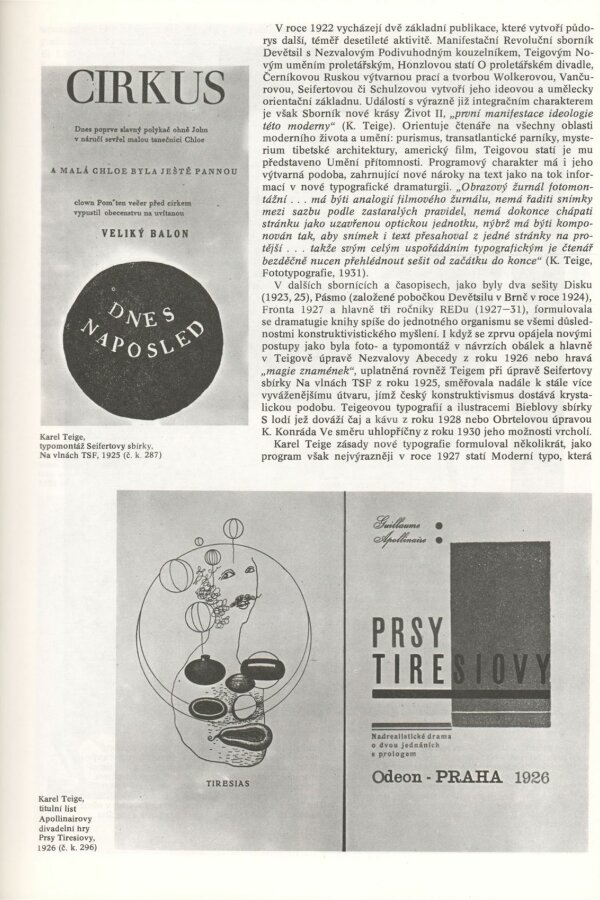 V roce 1922 vycházejí dvě základní publikace, které vytvoří půdo-
rys další, téměř desetileté aktivitě. Manifestační Revoluční sborník
Devětsil s Nezvalovým Podivuhodným kouzelníkem, Teigovým No-
vým uměním proletářským, Honzlovou statí O proletářském divadle,
Černíkovou Ruskou výtvarnou prací a tvorbou Wolkerovou, Vanču-
rovou, Seifertovou či Schulzovou vytvoří jeho ideovou a umělecky
orientační základnu. Událostí s výrazně již integračním charakterem
je však Sborník nové krásy Život II, „první manifestace ideologie
této moderny“ (K. Teige). Orientuje čtenáře na všechny oblasti
moderního života a umění: purismus, transatlantické parníky, myste-
rium tibetské architektury, americký film, Teigovou statí je mu
představeno Umění přítomnosti. Programový charakter má i jeho
výtvarná podoba, zahrnující nové nároky na text jako na tok infor-
mací v nové typografické dramaturgii. „Obrazový žurnál fotomon-
tážní . . . má býti analogií filmového žurnálu, nemá řaditi snímky
mezi sazbu podle zastaralých pravidel, nemá dokonce chápati
stránku jako uzavřenou optickou jednotku, nýbrž má býti kompo-
nován tak, aby snímek i text přesahoval z jedné stránky na pro-
tější . . . takže svým celým uspořádáním typografickým je čtenář
bezděčně nucen přehlédnout sešit od začátku do konce“ (K. Teige,
Fototypografie, 1931).
V dalších sbornících a časopisech, jako byly dva sešity Disku
(1923, 25), Pásmo (založené pobočkou Devětsilu v Brně v roce 1924),
Fronta 1927 a hlavně tři ročníky REDu (1927–31), formulovala
se dramatugie knihy spíše do jednotného organismu se všemi důsled-
nostmi konstruktivistického myšlení. I když se zprvu opájela novými
postupy jako byla foto- a typomontáž v návrzích obálek a hlavně
v Teigově úpravě Nezvalovy Abecedy z roku 1926 nebo hravá
„magie znamének“, uplatněná rovněž Teigem při úpravě Seifertovy
sbírky Na vlnách TSF z roku 1925, směřovala nadále k stále více
vyváženějšímu útvaru, jímž český konstruktivismus dostává krysta-
lickou podobu. Teigeovou typografií a ilustracemi Bieblovy sbírky
S lodí jež dováží čaj a kávu z roku 1928 nebo Obrtelovou úpravou
K. Konráda Ve směru uhlopříčny z roku 1930 jeho možnosti vrcholí.
Karel Teige zásady nové typografie formuloval několikrát, jako
program však nejvýrazněji v roce 1927 statí Moderní typo, která
CIRKUS
Dnes poprve slavný polykač ohně John
v náručí sevřel malou tanečnici Chloe
A MALÁ CHLOE BYLA JEŠTĚ PANNOU
clown Pom'ten večer před cirkem
vypustil obecenstvu na uvítanou
VELIKÝ BALON
DNES
NAPOSLED
Karel Teige,
typomontáž Seifertovy sbírky.
Na vlnách TSF, 1925 (č. k. 287)
TIRESIAS
Guillaume
Apollinaire
PRSY
TIRESIOVY
Nadrealistické drama
o dvou jednáních
s prologem
Odeon - PRAHA 1926
Karel Teige,
titulní list
Apollinairovy
divadelní hry
Prsy Tiresiovy,
1926 (č. k. 296)